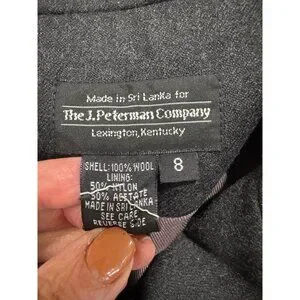 Made in Sri Lanka for
The J. Peterman Company
Lexington, Kentucky
8
SHELL: 100% WOOL
LINING:
50% NYLON
50% ACETATE
MADE IN SRI LANKA
SEE CARE
REVERSE SIDE